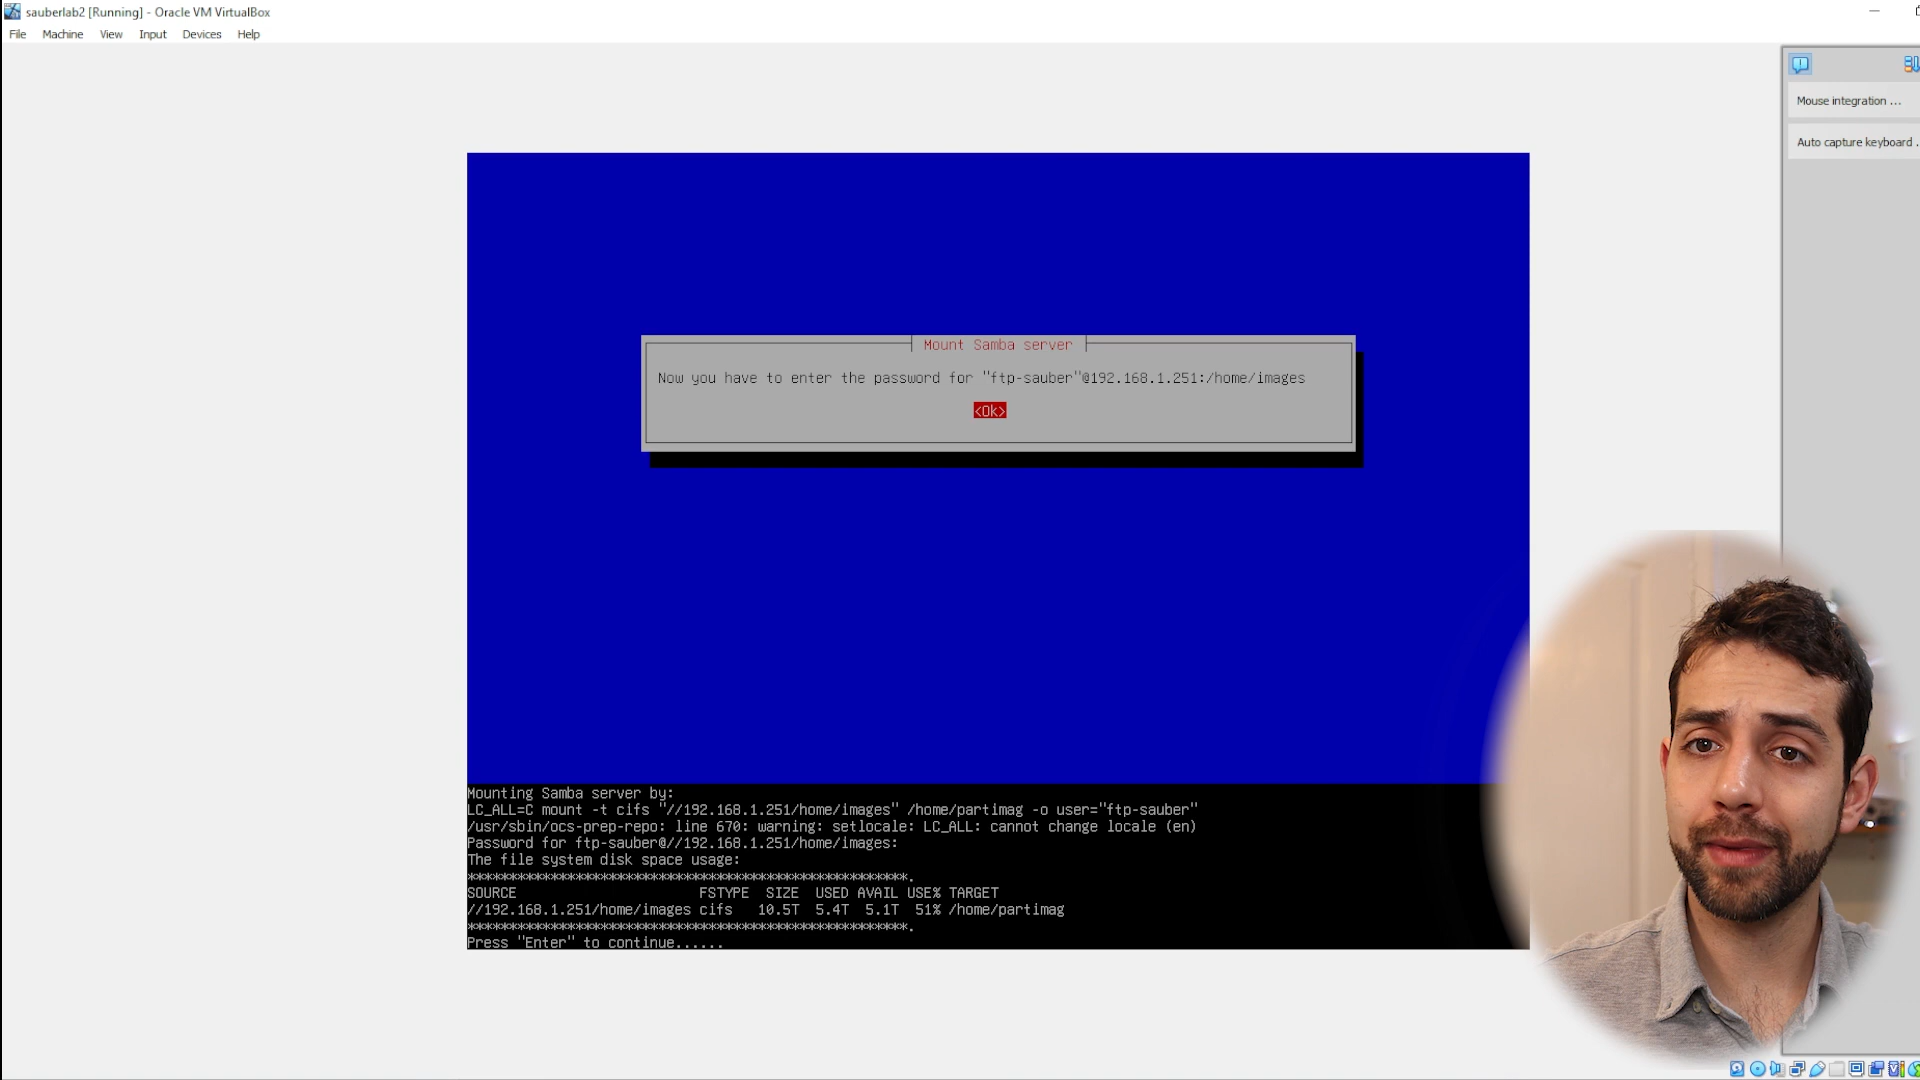 sauberlab2 [Running] - Oracle VM VirtualBox
File Machine View Input Devices Help
Mouse integration ...
Auto capture keyboard .
Mount Samba server
Now you have to enter the password for "ftp-sauber"@192.168.1.251:/home/images
<Ok>
Mounting Samba server by:
LC_ALL=C mount -t cifs "//192.168.1.251/home/images" /home/partimag -o user="ftp-sauber"
/usr/sbin/ocs-prep-repo: line 670: warning: setlocale: LC_ALL: cannot change locale (en)
Password for ftp-sauber@//192.168.1.251/home/images:
The file system disk space usage:
*****************************************************.
SOURCE FSTYPE SIZE USED AVAIL USE% TARGET
//192.168.1.251/home/images cifs 10.5T 5.4T 5.1T 51% /home/partimag
*****************************************************.
Press "Enter" to continue......